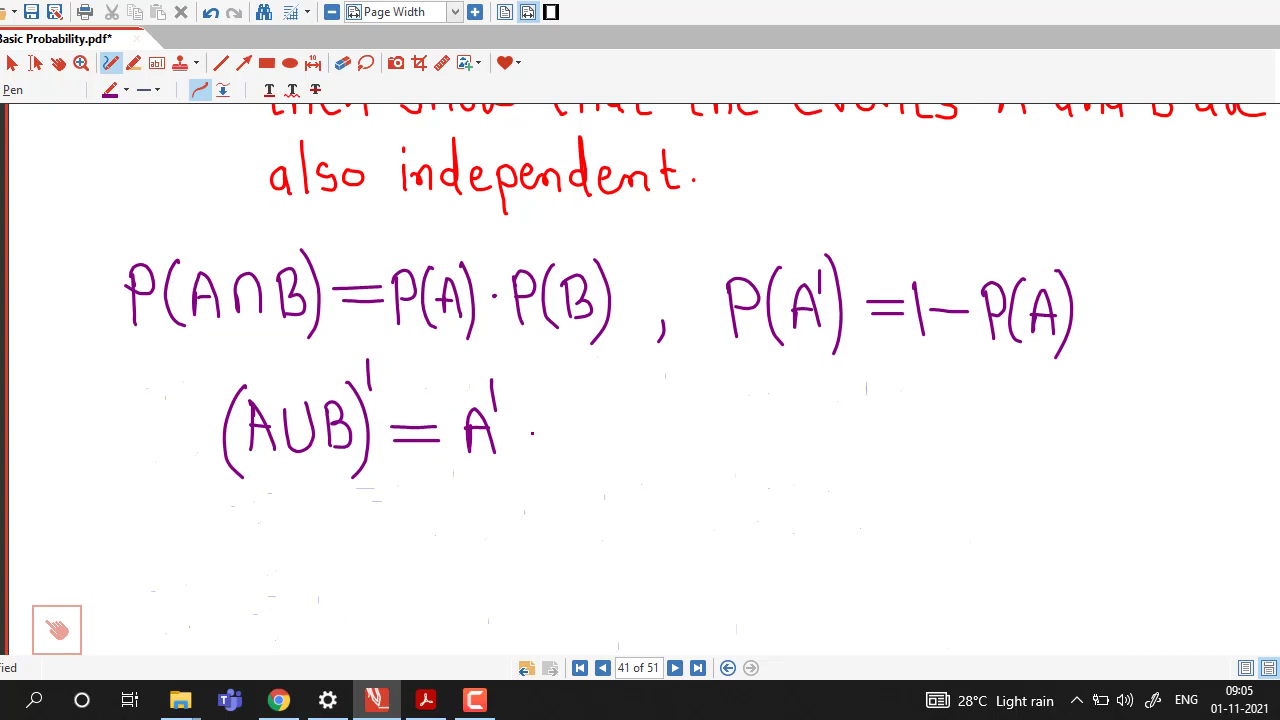 Page Width
Basic Probability.pdf*
Pen
also independent.
P(A∩B)=P(A)·P(B) , P(A')=1-P(A)
(A∪B)' = A' ·
41 of 51
28°C Light rain
ENG
09:05
01-11-2021